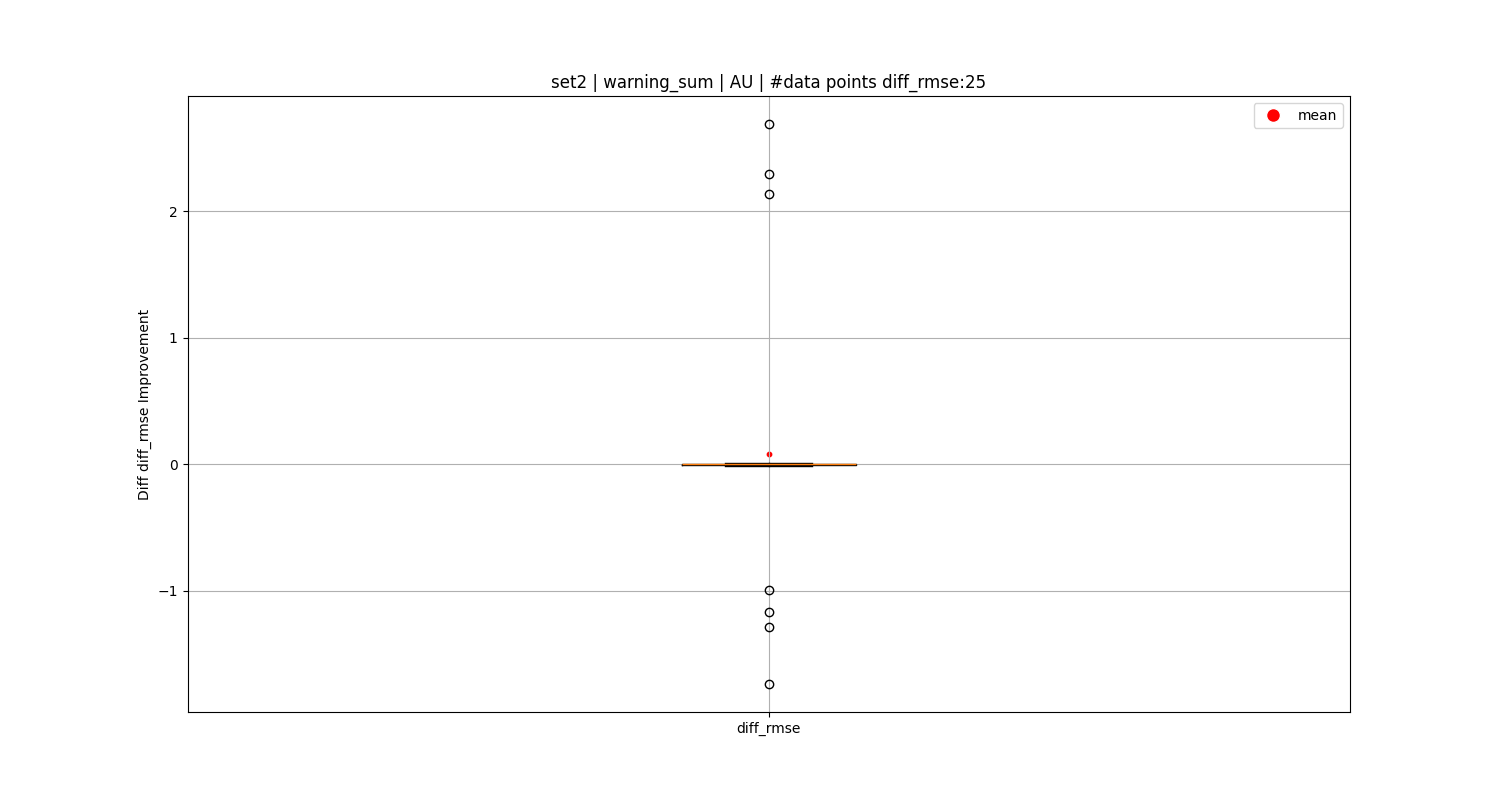 set2 | warning_sum | AU | #data points diff_rmse:25
mean
Diff diff_rmse Improvement
2
1
0
−1
diff_rmse